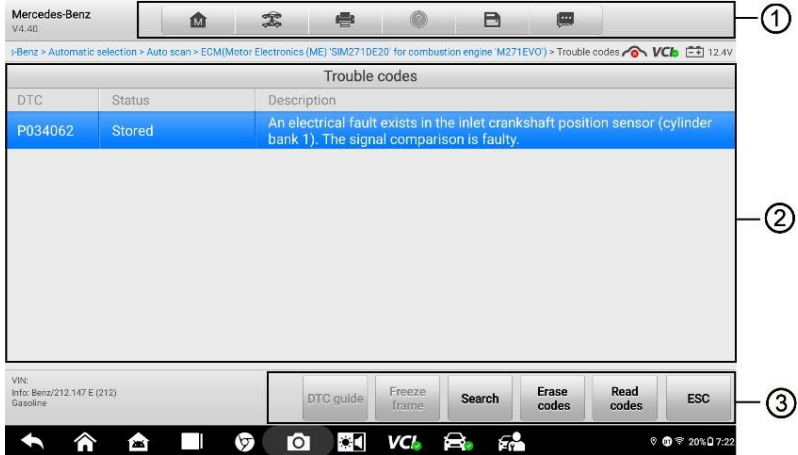 Mercedes-Benz
V4.40
M
①
:-Benz > Automatic selection > Auto scan > ECM(Motor Electronics (ME) 'SIM271DE20' for combustion engine 'M271EVO') > Trouble codes VCI 12.4V
Trouble codes
DTC Status Description
P034062 Stored An electrical fault exists in the inlet crankshaft position sensor (cylinder
bank 1). The signal comparison is faulty.
②
VIN:
Info: Benz/212.147 E (212)
Gasoline
DTC guide Freeze frame Search Erase codes Read codes ESC
③
VCI 20% 7:22